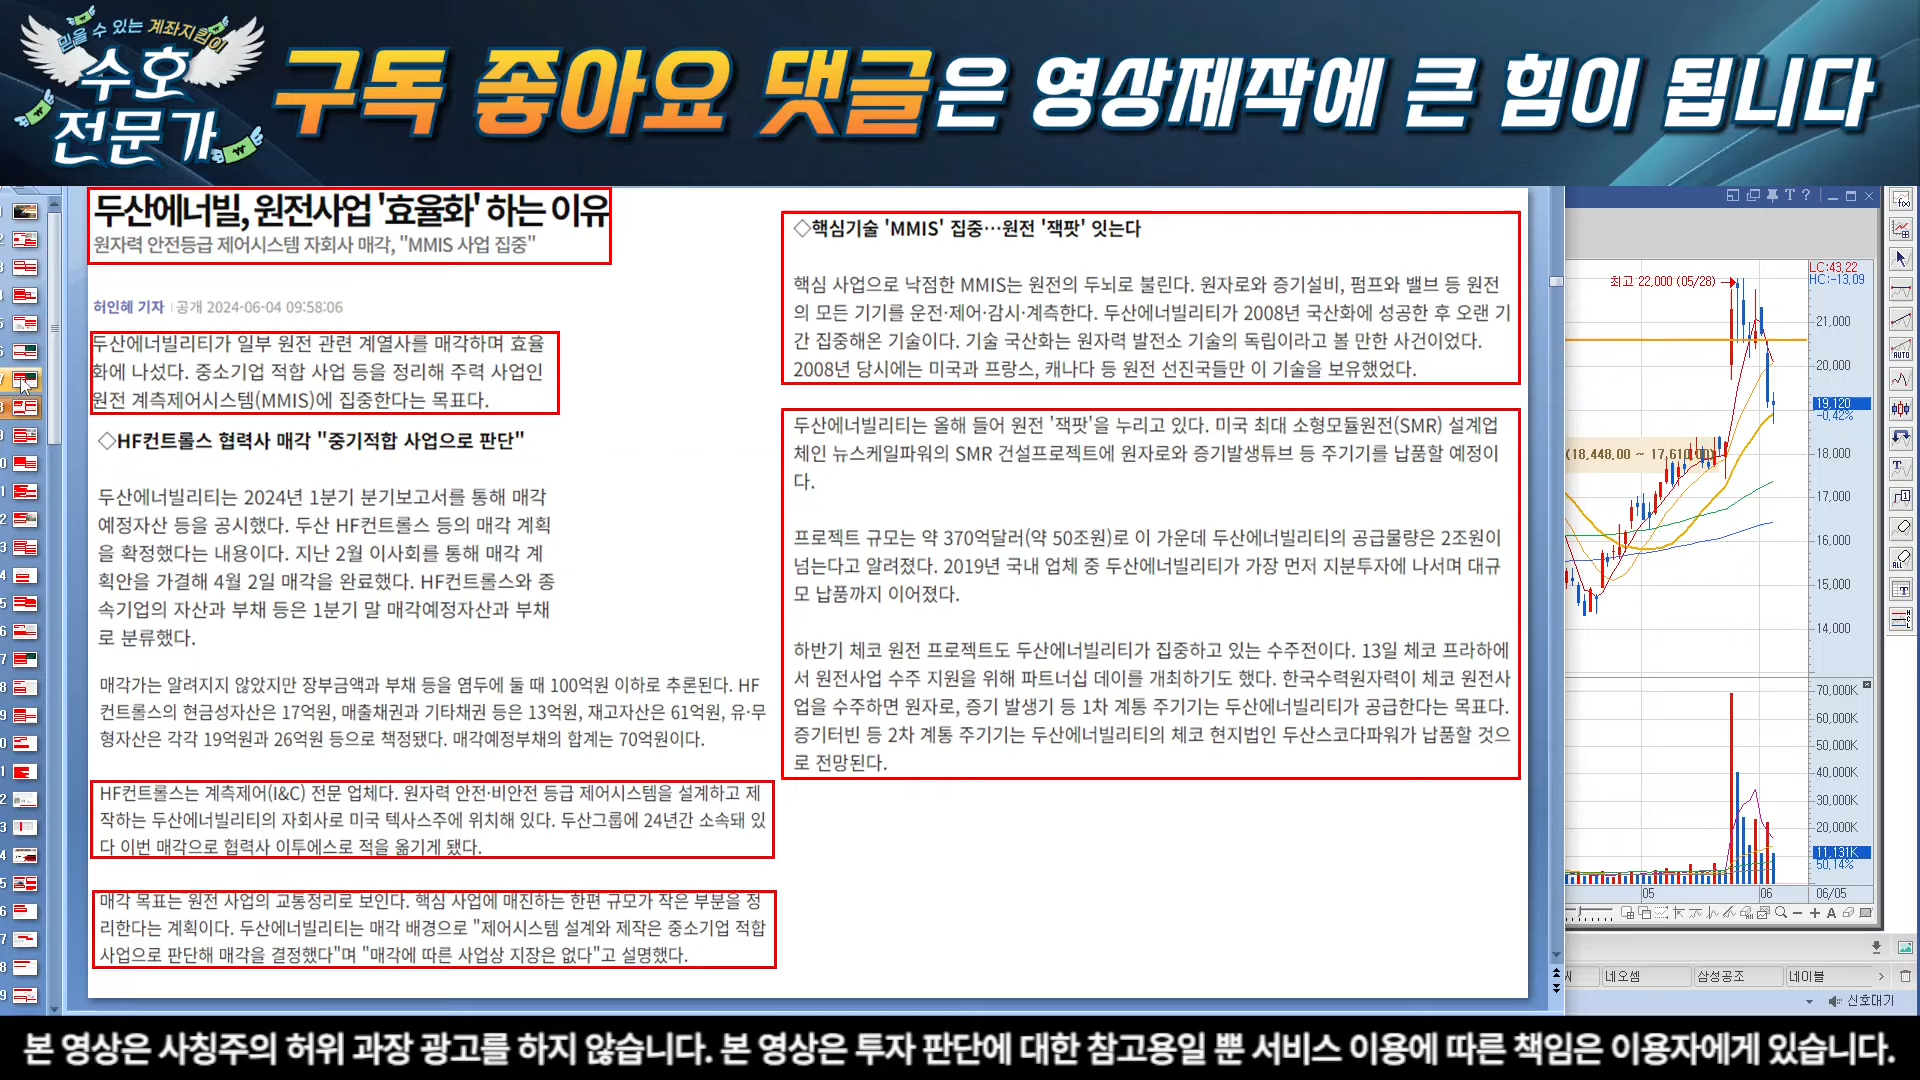 믿을 수 있는 계좌지킴이
수호
전문가
구독 좋아요 댓글은 영상제작에 큰 힘이 됩니다
두산에너빌, 원전사업 '효율화' 하는 이유
원자력 안전등급 제어시스템 자회사 매각, "MMIS 사업 집중"
허인혜 기자 공개 2024-06-04 09:58:06
두산에너빌리티가 일부 원전 관련 계열사를 매각하며 효율
화에 나섰다. 중소기업 적합 사업 등을 정리해 주력 사업인
원전 계측제어시스템(MMIS)에 집중한다는 목표다.
◇HF컨트롤스 협력사 매각 "중기적합 사업으로 판단"
두산에너빌리티는 2024년 1분기 분기보고서를 통해 매각
예정자산 등을 공시했다. 두산 HF컨트롤스 등의 매각 계획
을 확정했다는 내용이다. 지난 2월 이사회를 통해 매각 계
획안을 가결해 4월 2일 매각을 완료했다. HF컨트롤스와 종
속기업의 자산과 부채 등은 1분기 말 매각예정자산과 부채
로 분류했다.
매각가는 알려지지 않았지만 장부금액과 부채 등을 염두에 둘 때 100억원 이하로 추론된다. HF
컨트롤스의 현금성자산은 17억원, 매출채권과 기타채권 등은 13억원, 재고자산은 61억원, 유·무
형자산은 각각 19억원과 26억원 등으로 책정됐다. 매각예정부채의 합계는 70억원이다.
HF컨트롤스는 계측제어(I&C) 전문 업체다. 원자력 안전·비안전 등급 제어시스템을 설계하고 제
작하는 두산에너빌리티의 자회사로 미국 텍사스주에 위치해 있다. 두산그룹에 24년간 소속돼 있
다 이번 매각으로 협력사 이투에스로 적을 옮기게 됐다.
매각 목표는 원전 사업의 교통정리로 보인다. 핵심 사업에 매진하는 한편 규모가 작은 부분을 정
리한다는 계획이다. 두산에너빌리티는 매각 배경으로 "제어시스템 설계와 제작은 중소기업 적합
사업으로 판단해 매각을 결정했다"며 "매각에 따른 사업상 지장은 없다"고 설명했다.
◇핵심기술 'MMIS' 집중…원전 '잭팟' 잇는다
핵심 사업으로 낙점한 MMIS는 원전의 두뇌로 불린다. 원자로와 증기설비, 펌프와 밸브 등 원전
의 모든 기기를 운전·제어·감시·계측한다. 두산에너빌리티가 2008년 국산화에 성공한 후 오랜 기
간 집중해온 기술이다. 기술 국산화는 원자력 발전소 기술의 독립이라고 볼 만한 사건이었다.
2008년 당시에는 미국과 프랑스, 캐나다 등 원전 선진국들만 이 기술을 보유했었다.
두산에너빌리티는 올해 들어 원전 '잭팟'을 누리고 있다. 미국 최대 소형모듈원전(SMR) 설계업
체인 뉴스케일파워의 SMR 건설프로젝트에 원자로와 증기발생튜브 등 주기기를 납품할 예정이
다.
프로젝트 규모는 약 370억달러(약 50조원)로 이 가운데 두산에너빌리티의 공급물량은 2조원이
넘는다고 알려졌다. 2019년 국내 업체 중 두산에너빌리티가 가장 먼저 지분투자에 나서며 대규
모 납품까지 이어졌다.
하반기 체코 원전 프로젝트도 두산에너빌리티가 집중하고 있는 수주전이다. 13일 체코 프라하에
서 원전사업 수주 지원을 위해 파트너십 데이를 개최하기도 했다. 한국수력원자력이 체코 원전사
업을 수주하면 원자로, 증기 발생기 등 1차 계통 주기기는 두산에너빌리티가 공급한다는 목표다.
증기터빈 등 2차 계통 주기기는 두산에너빌리티의 체코 현지법인 두산스코다파워가 납품할 것으
로 전망된다.
최고 22,000 (05/28)
LC:43,22
HC:-13,09
21,000
20,000
19,120
-0,42%
(18,448,00 ~ 17,610,00)
18,000
17,000
16,000
15,000
14,000
70,000K
60,000K
50,000K
40,000K
30,000K
20,000K
11,131K
50,14%
05 06 06/05
네오셈 삼성공조 네이블
신호대기
본 영상은 사칭주의 허위 과장 광고를 하지 않습니다. 본 영상은 투자 판단에 대한 참고용일 뿐 서비스 이용에 따른 책임은 이용자에게 있습니다.